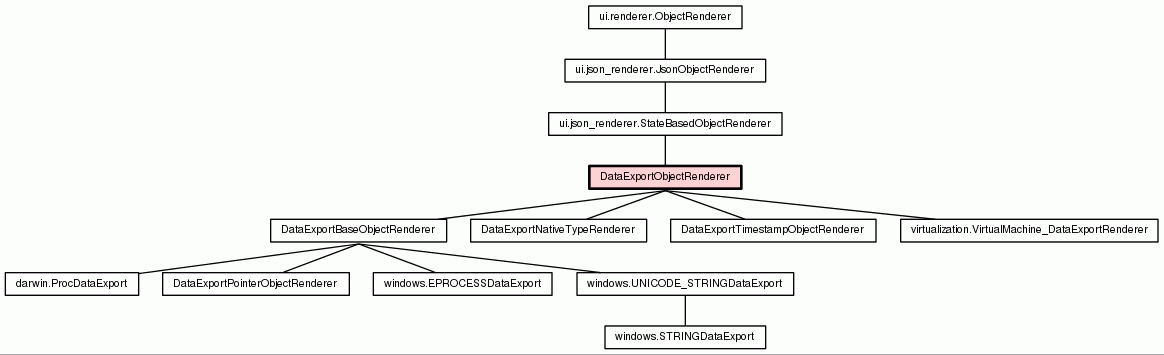 ui.renderer.ObjectRenderer
ui.json_renderer.JsonObjectRenderer
ui.json_renderer.StateBasedObjectRenderer
DataExportObjectRenderer
DataExportBaseObjectRenderer
DataExportNativeTypeRenderer
DataExportTimestampObjectRenderer
virtualization.VirtualMachine_DataExportRenderer
darwin.ProcDataExport
DataExportPointerObjectRenderer
windows.EPROCESSDataExport
windows.UNICODE_STRINGDataExport
windows.STRINGDataExport